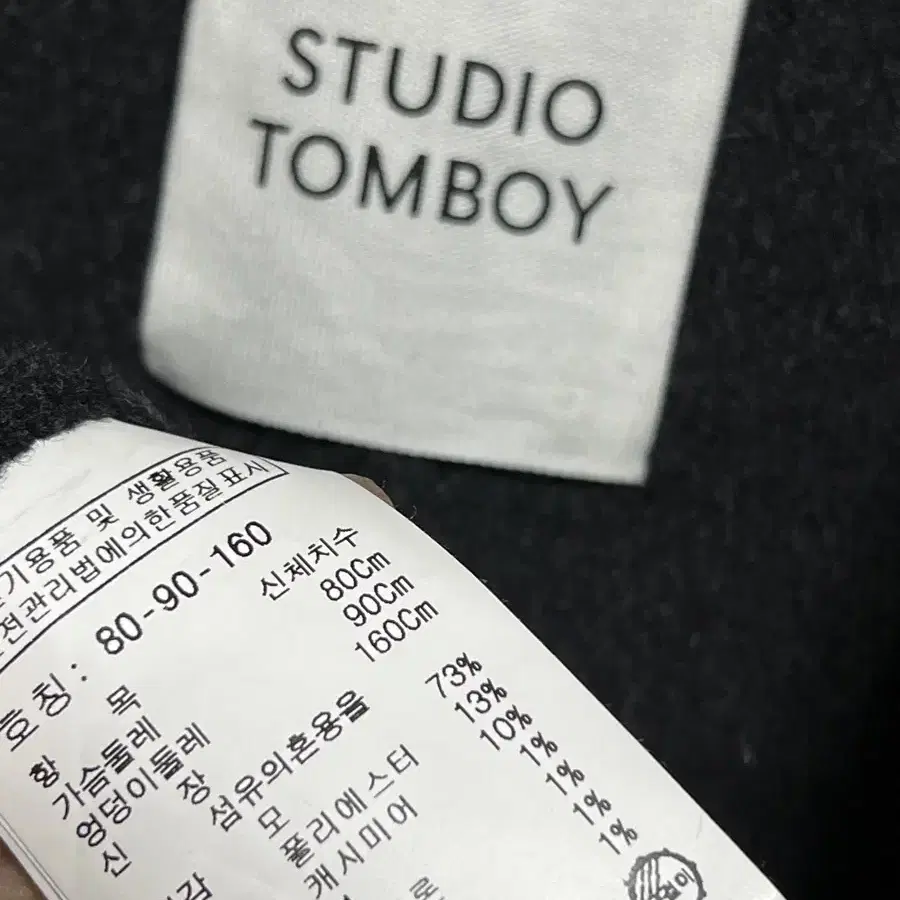 STUDIO
TOMBOY
기용품 및 생활용품
전관리법에의한품질표시
호칭: 80-90-160
항 목 신체치수
가슴둘레 80Cm
엉덩이둘레 90Cm
신 장 160Cm
섬유의혼용율
모 73%
폴리에스터 13%
캐시미어 10%
1%
1%
1%
1%